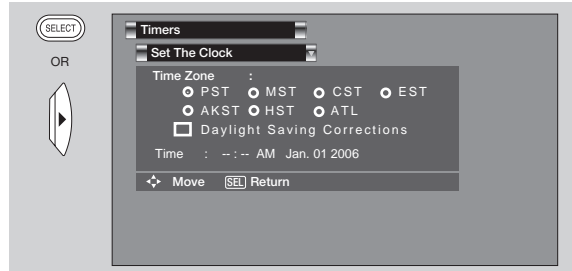 SELECT
OR
Timers
Set The Clock
Time Zone :
PST MST CST EST
AKST HST ATL
Daylight Saving Corrections
Time : -- : -- AM Jan. 01 2006
Move SEL Return